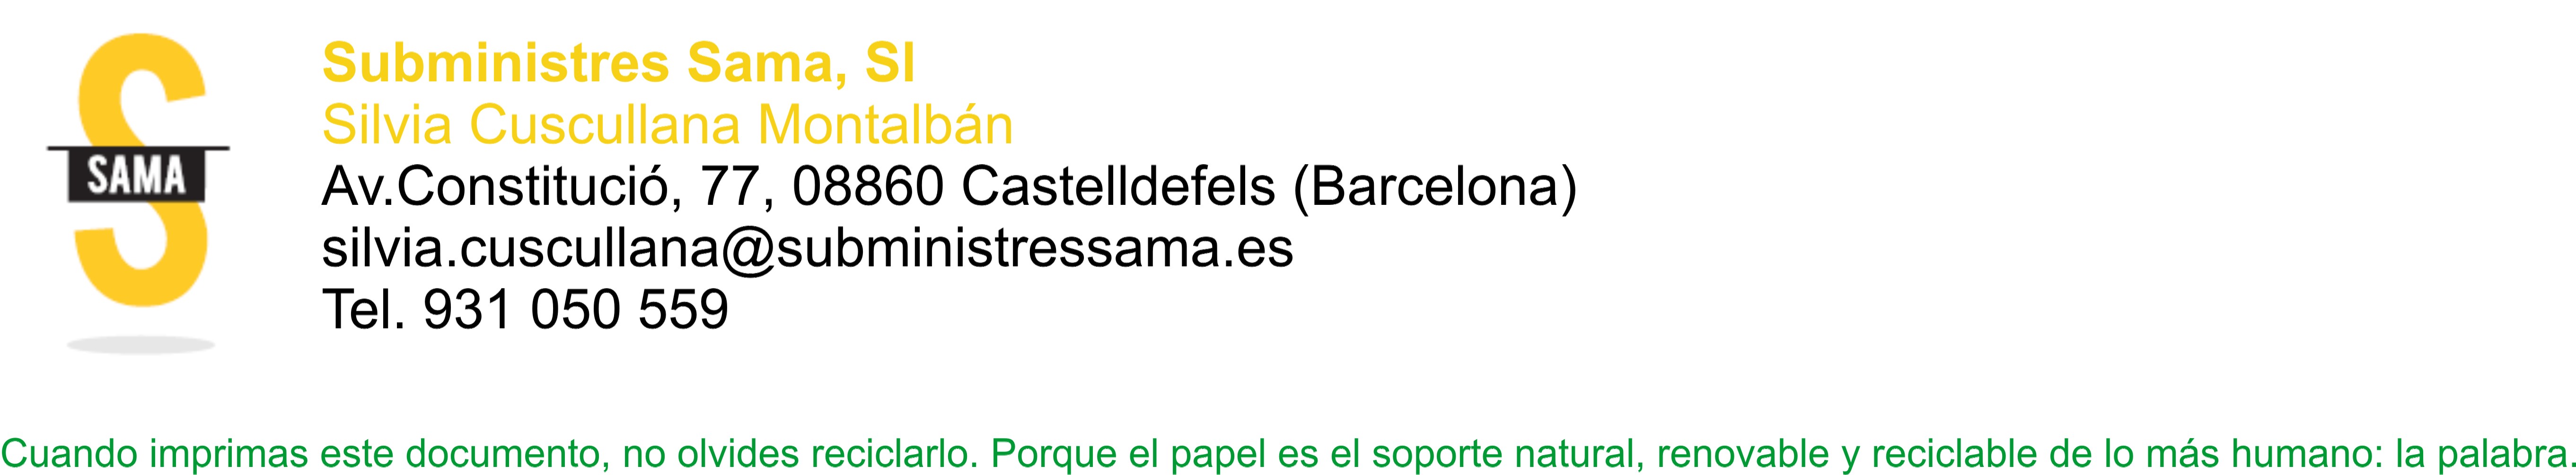 SAMA
Subministres Sama, Sl
Silvia Cuscullana Montalbán
Av.Constitució, 77, 08860 Castelldefels (Barcelona)
silvia.cuscullana@subministressama.es
Tel. 931 050 559
Cuando imprimas este documento, no olvides reciclarlo. Porque el papel es el soporte natural, renovable y reciclable de lo más humano: la palabra